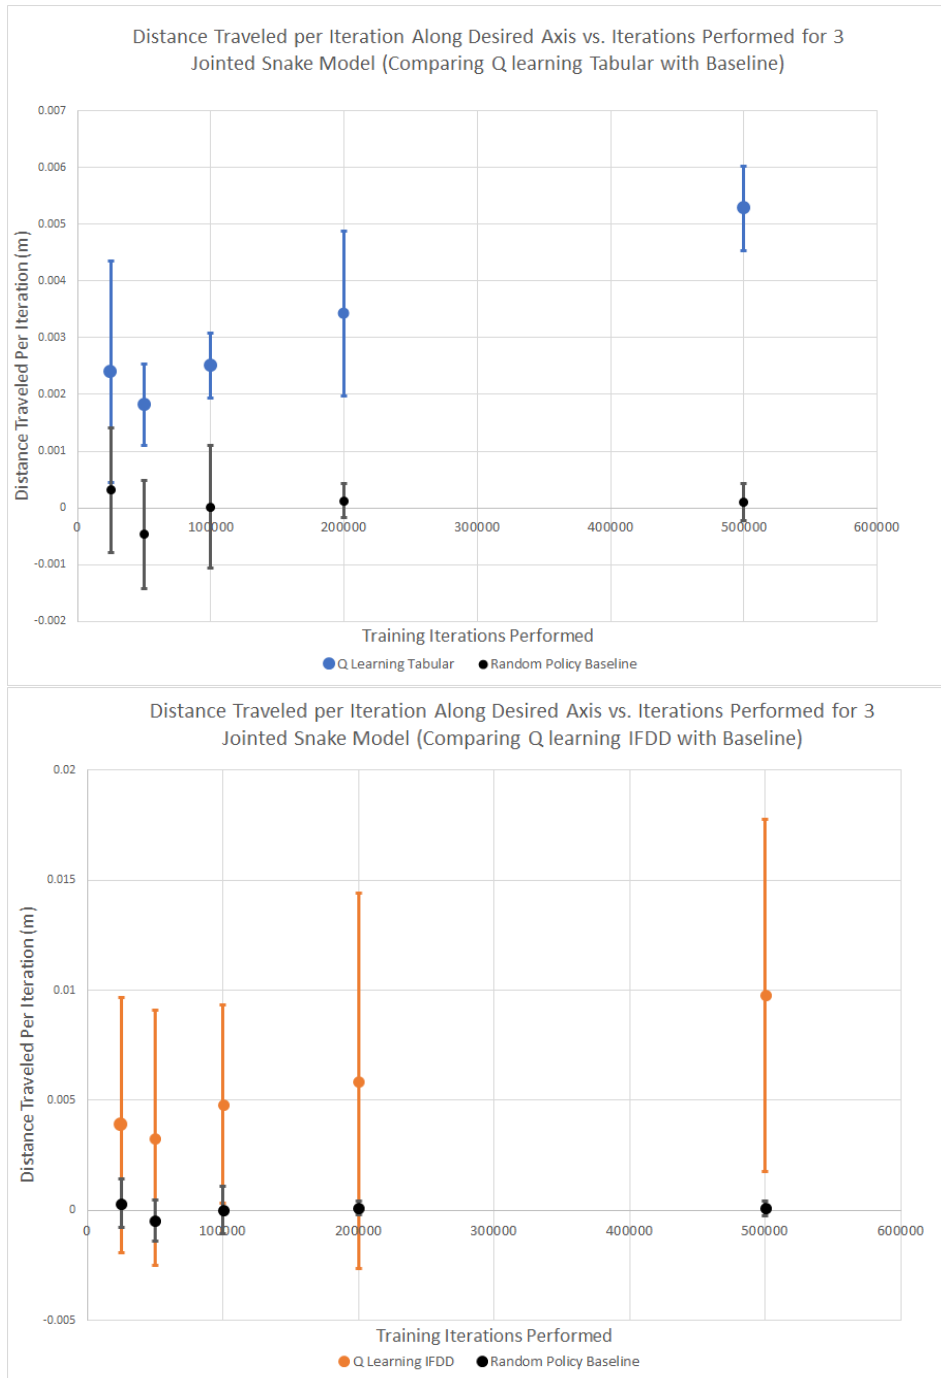 Distance Traveled per Iteration Along Desired Axis vs. Iterations Performed for 3
Jointed Snake Model (Comparing Q learning Tabular with Baseline)
0.007
0.006
0.005
0.004
0.003
0.002
0.001
0
-0.001
-0.002
Distance Traveled Per Iteration (m)
0 100000 200000 300000 400000 500000 600000
Training Iterations Performed
Q Learning Tabular Random Policy Baseline
Distance Traveled per Iteration Along Desired Axis vs. Iterations Performed for 3
Jointed Snake Model (Comparing Q learning IFDD with Baseline)
0.02
0.015
0.01
0.005
0
-0.005
Distance Traveled Per Iteration (m)
0 100000 200000 300000 400000 500000 600000
Training Iterations Performed
Q Learning IFDD Random Policy Baseline